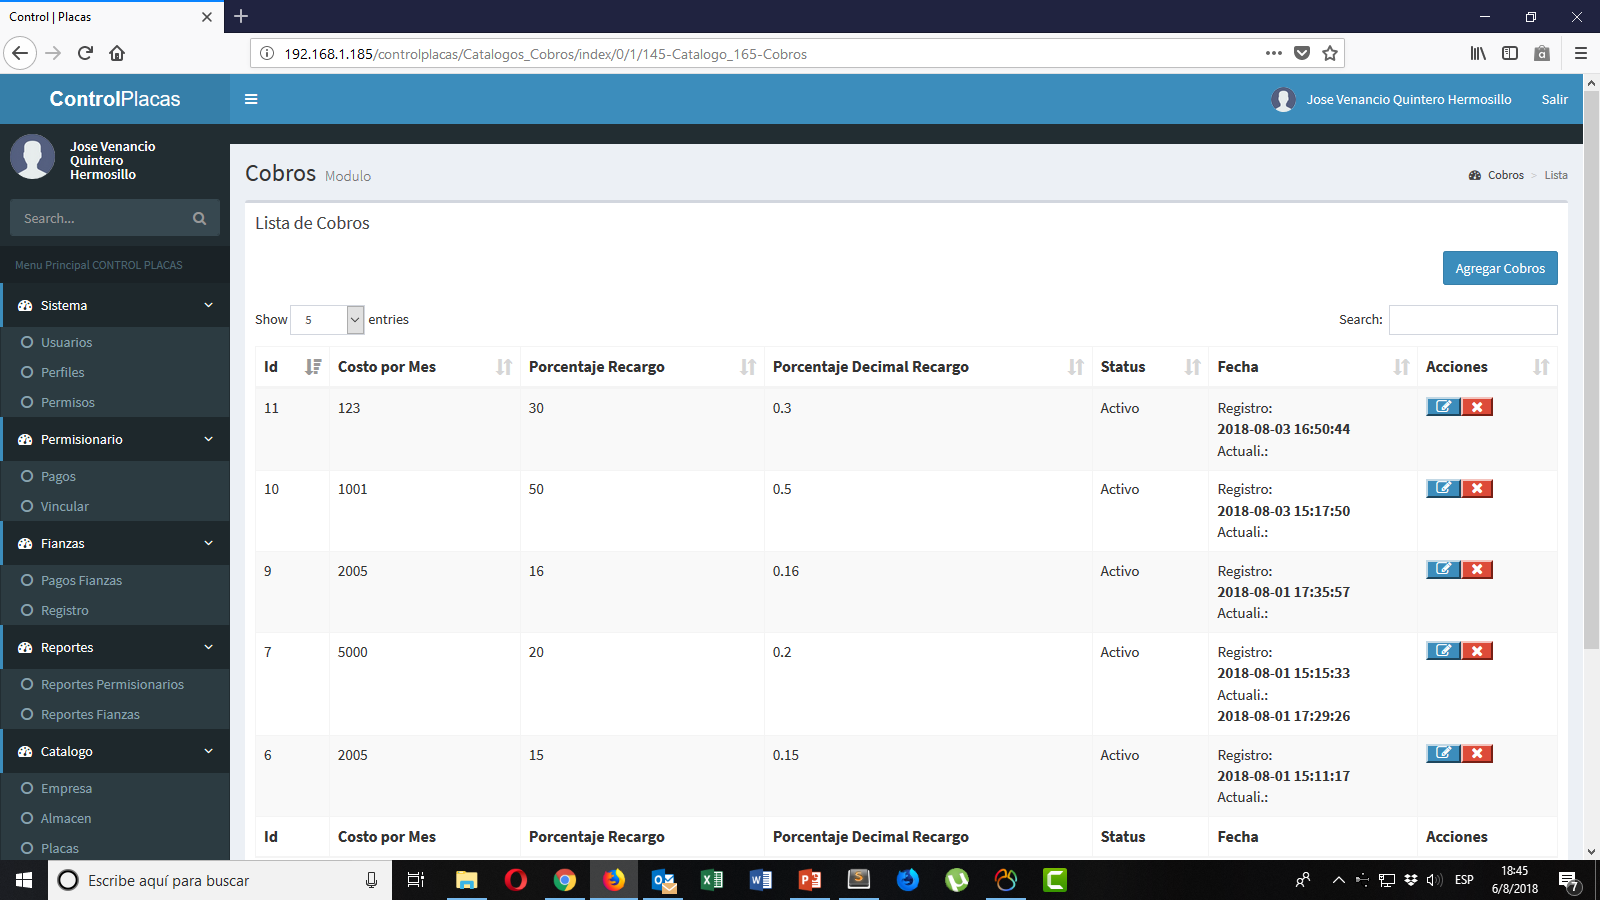 Control | Placas
192.168.1.185/controlplacas/Catalogos_Cobros/index/0/1/145-Catalogo_165-Cobros
ControlPlacas
Jose Venancio Quintero Hermosillo
Salir
Jose Venancio
Quintero
Hermosillo
Search...
Menu Principal CONTROL PLACAS
Sistema
Usuarios
Perfiles
Permisos
Permisionario
Pagos
Vincular
Fianzas
Pagos Fianzas
Registro
Reportes
Reportes Permisionarios
Reportes Fianzas
Catalogo
Empresa
Almacen
Placas
Cobros Modulo
Cobros > Lista
Lista de Cobros
Agregar Cobros
Show 5 entries
Search:
Id Costo por Mes Porcentaje Recargo Porcentaje Decimal Recargo Status Fecha Acciones
11 123 30 0.3 Activo Registro:
2018-08-03 16:50:44
Actuali.:
10 1001 50 0.5 Activo Registro:
2018-08-03 15:17:50
Actuali.:
9 2005 16 0.16 Activo Registro:
2018-08-01 17:35:57
Actuali.:
7 5000 20 0.2 Activo Registro:
2018-08-01 15:15:33
Actuali.:
2018-08-01 17:29:26
6 2005 15 0.15 Activo Registro:
2018-08-01 15:11:17
Actuali.:
Id Costo por Mes Porcentaje Recargo Porcentaje Decimal Recargo Status Fecha Acciones
Escribe aquí para buscar
ESP
18:45
6/8/2018
7